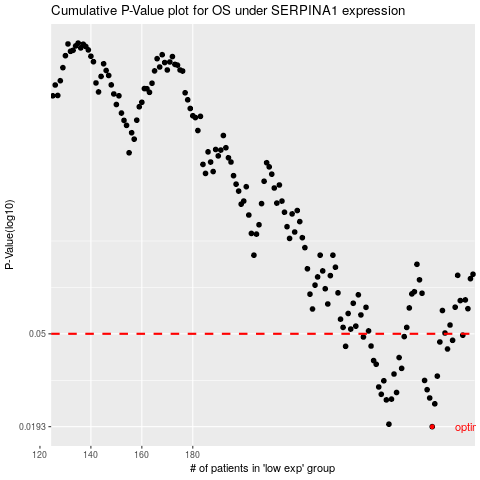 Cumulative P-Value plot for OS under SERPINA1 expression
P-Value(log10)
0.05
0.0193
optir
120 140 160 180
# of patients in 'low exp' group